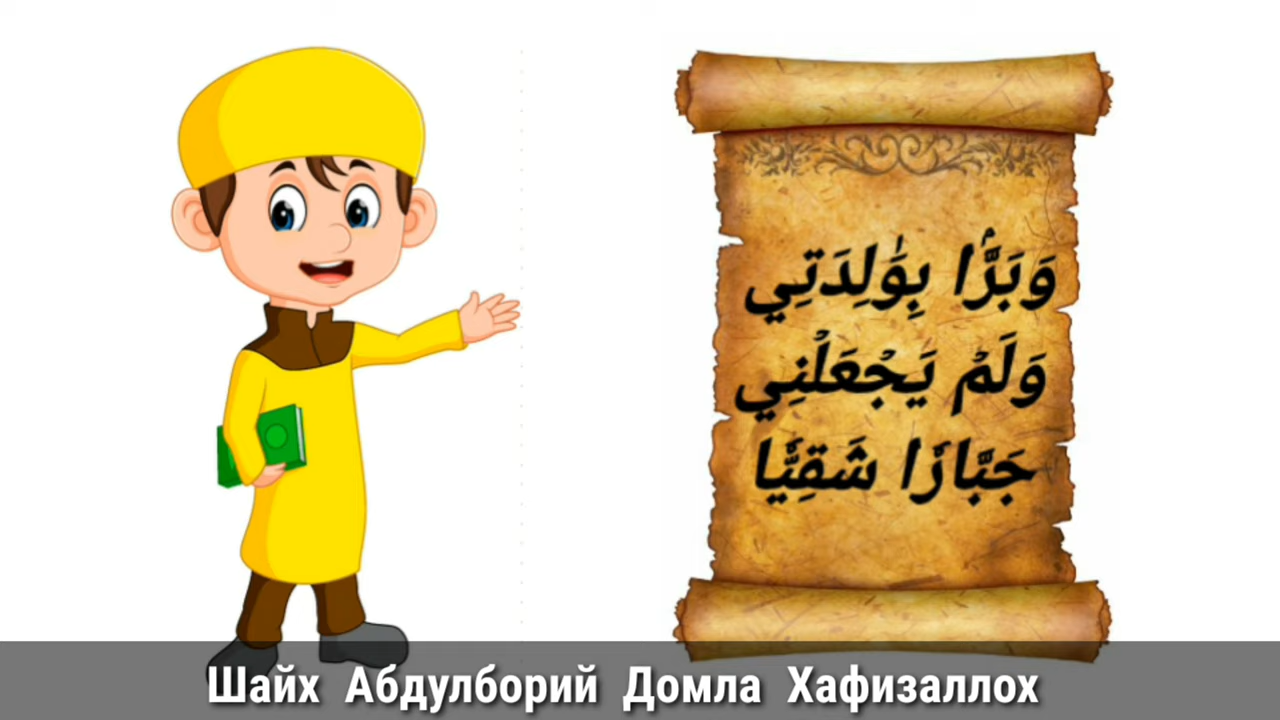 وَبَرًّۢا بِوَٰلِدَتِي
وَلَمۡ يَجۡعَلۡنِي
جَبَّارٗا شَقِيّٗا
Шайх Абдулборий Домла Хафизаллох